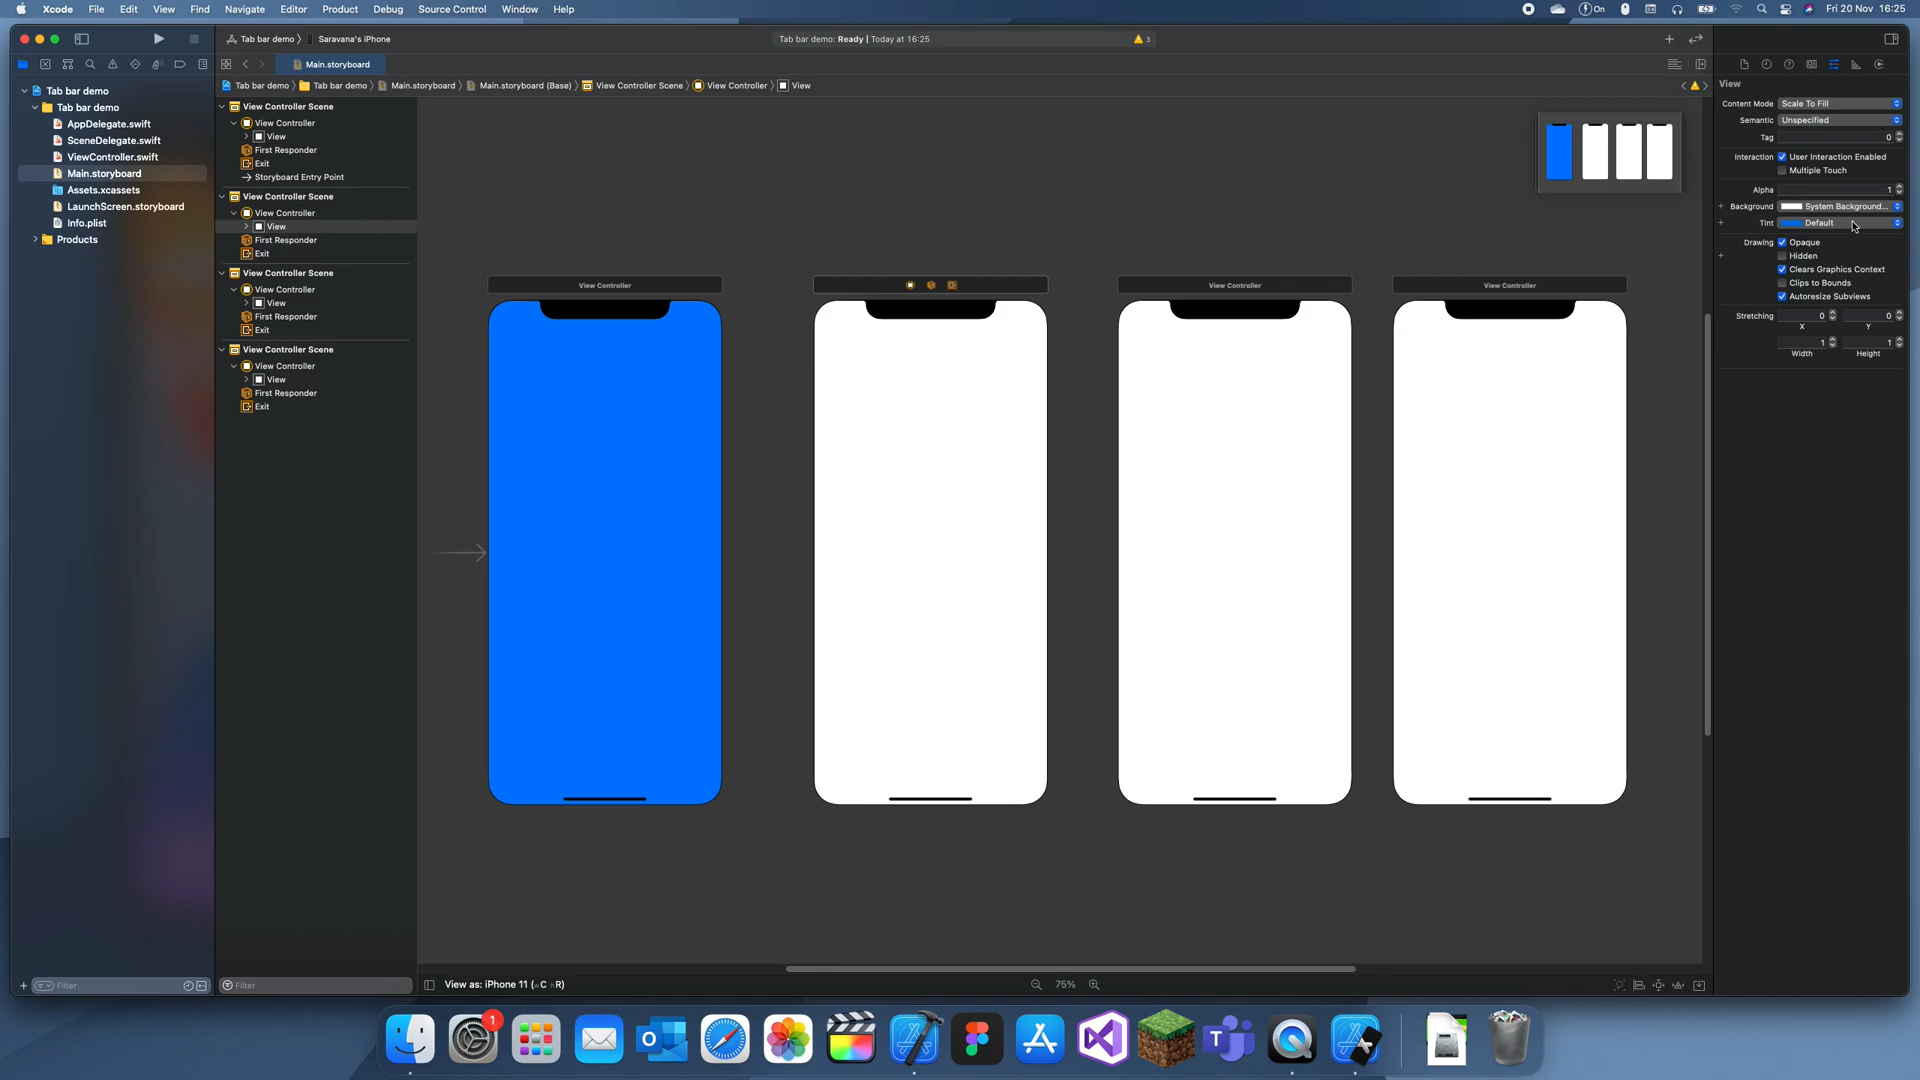 Xcode File Edit View Find Navigate Editor Product Debug Source Control Window Help
On Fri 20 Nov 16:25
Tab bar demo Saravana's iPhone
Tab bar demo: Ready | Today at 16:25 3
Main.storyboard
Tab bar demo Tab bar demo Main.storyboard Main.storyboard (Base) View Controller Scene View Controller View
Tab bar demo
Tab bar demo
AppDelegate.swift
SceneDelegate.swift
ViewController.swift
Main.storyboard
Assets.xcassets
LaunchScreen.storyboard
Info.plist
Products
Filter
View Controller Scene
View Controller
View
First Responder
Exit
Storyboard Entry Point
View Controller Scene
View Controller
View
First Responder
Exit
View Controller Scene
View Controller
View
First Responder
Exit
View Controller Scene
View Controller
View
First Responder
Exit
Filter
View Controller
View Controller
View Controller
View as: iPhone 11 (wC hR)
75%
View
Content Mode Scale To Fill
Semantic Unspecified
Tag 0
Interaction User Interaction Enabled
Multiple Touch
Alpha 1
Background System Background...
Tint Default
Drawing Opaque
Hidden
Clears Graphics Context
Clips to Bounds
Autoresize Subviews
Stretching 0 0
X Y
1 1
Width Height
1